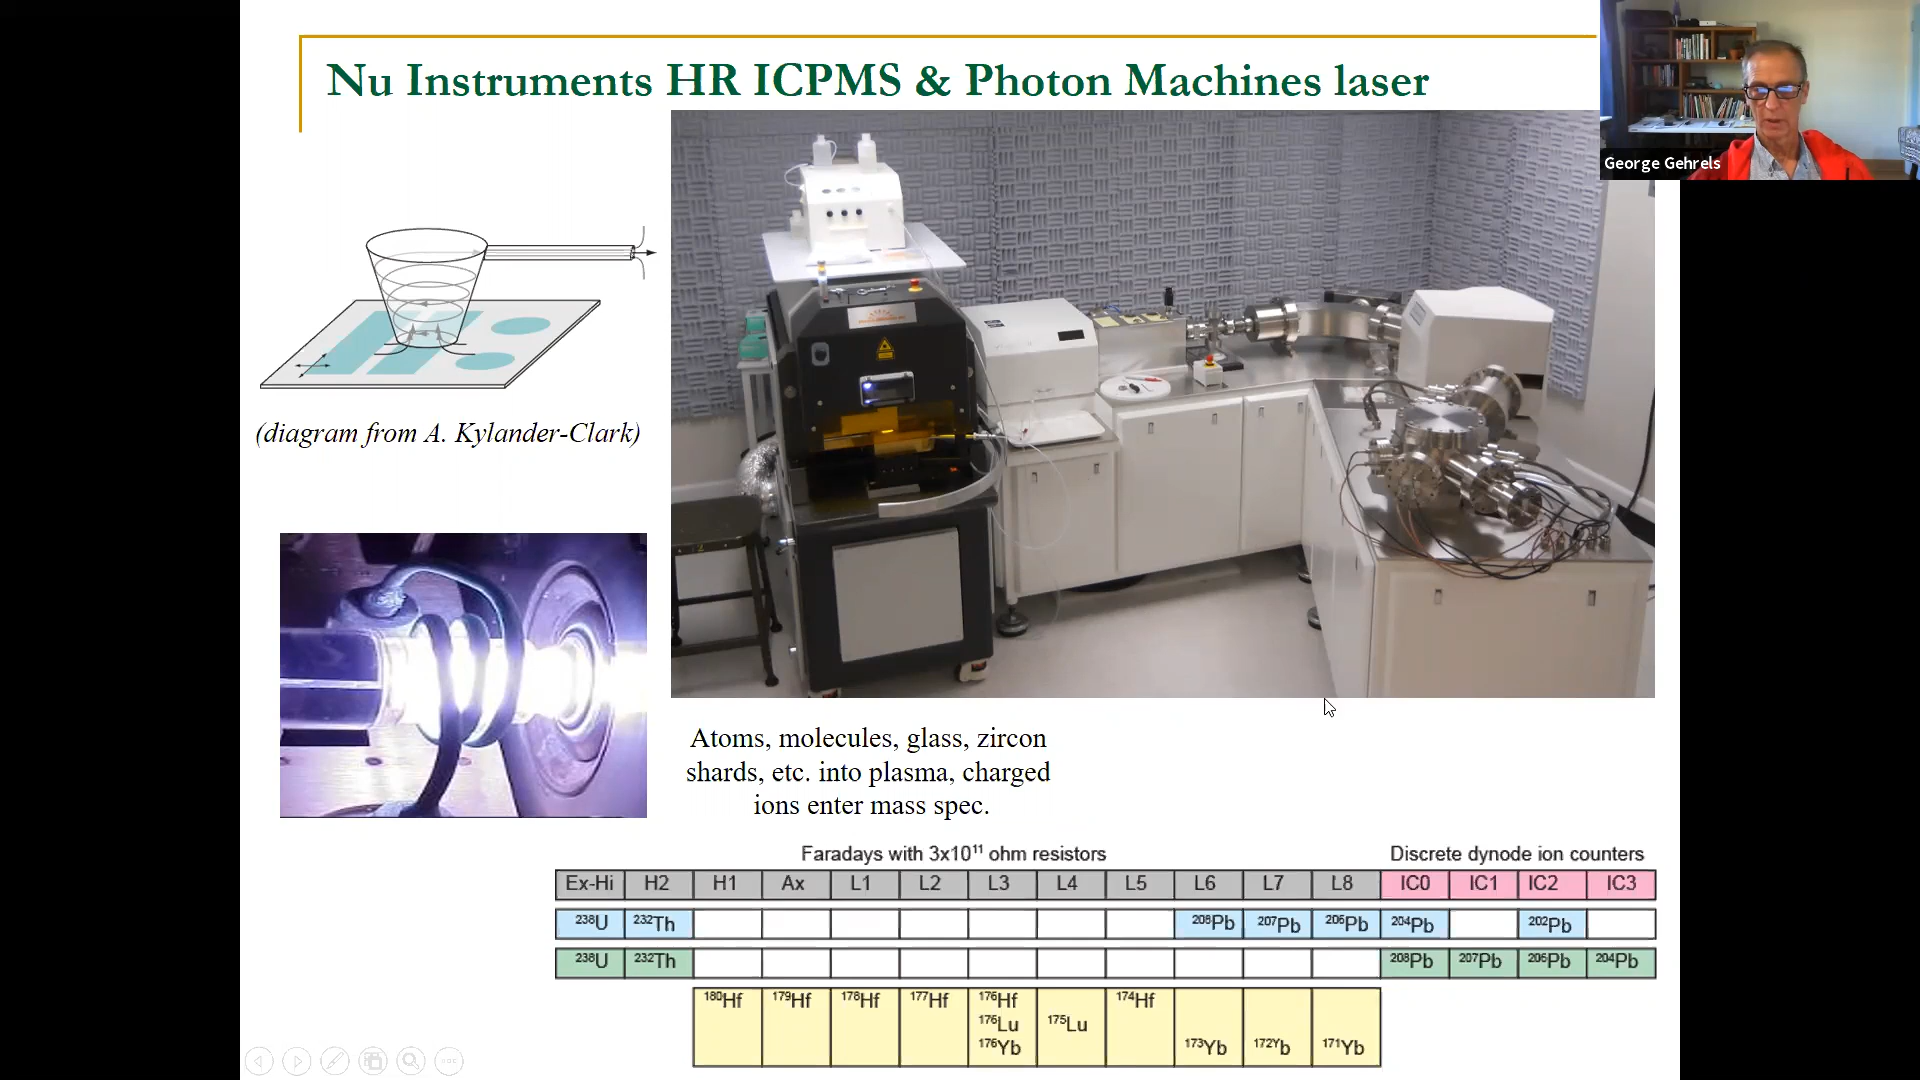 Nu Instruments HR ICPMS & Photon Machines laser
George Gehrels
(diagram from A. Kylander-Clark)
Atoms, molecules, glass, zircon
shards, etc. into plasma, charged
ions enter mass spec.
Faradays with 3x10¹¹ ohm resistors Discrete dynode ion counters
Ex-Hi H2 H1 Ax L1 L2 L3 L4 L5 L6 L7 L8 IC0 IC1 IC2 IC3
²³⁸U ²³²Th ²⁰⁸Pb ²⁰⁷Pb ²⁰⁶Pb ²⁰⁴Pb ²⁰²Pb
²³⁸U ²³²Th ²⁰⁸Pb ²⁰⁷Pb ²⁰⁶Pb ²⁰⁴Pb
¹⁸⁰Hf ¹⁷⁹Hf ¹⁷⁸Hf ¹⁷⁷Hf ¹⁷⁶Hf ¹⁷⁴Hf
¹⁷⁶Lu ¹⁷⁵Lu
¹⁷⁶Yb ¹⁷³Yb ¹⁷²Yb ¹⁷¹Yb